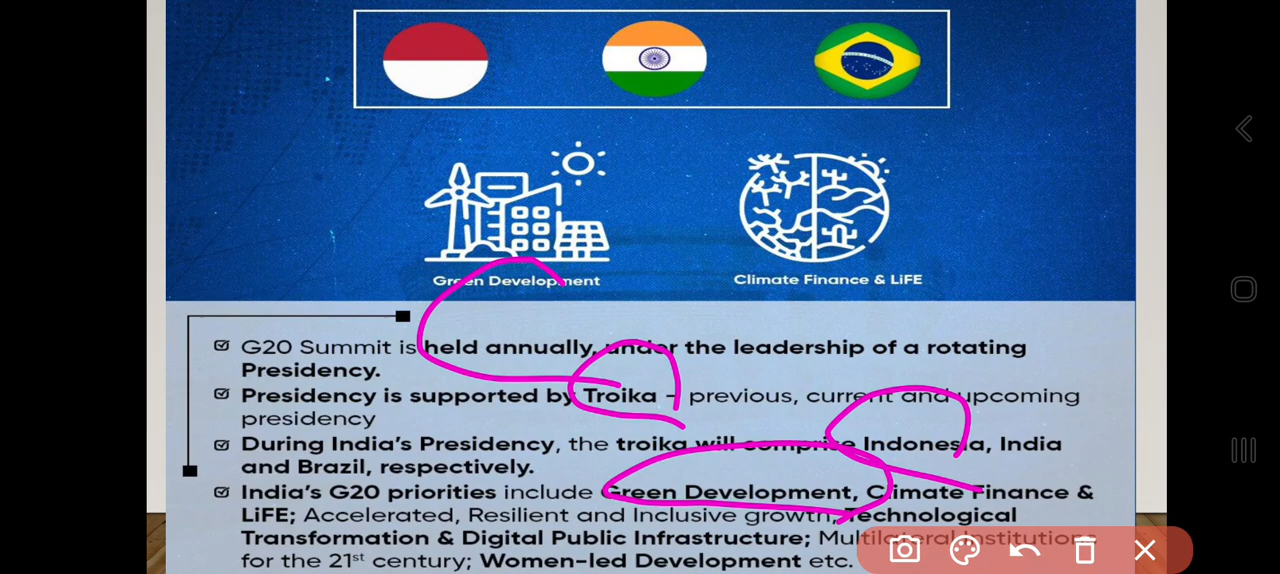 Green Development
Climate Finance & LiFE
G20 Summit is held annually, under the leadership of a rotating
Presidency.
Presidency is supported by Troika – previous, current and upcoming
presidency
During India's Presidency, the troika will comprise Indonesia, India
and Brazil, respectively.
India's G20 priorities include Green Development, Climate Finance &
LiFE; Accelerated, Resilient and Inclusive growth, Technological
Transformation & Digital Public Infrastructure; Multilateral Institutions
for the 21st century; Women-led Development etc.